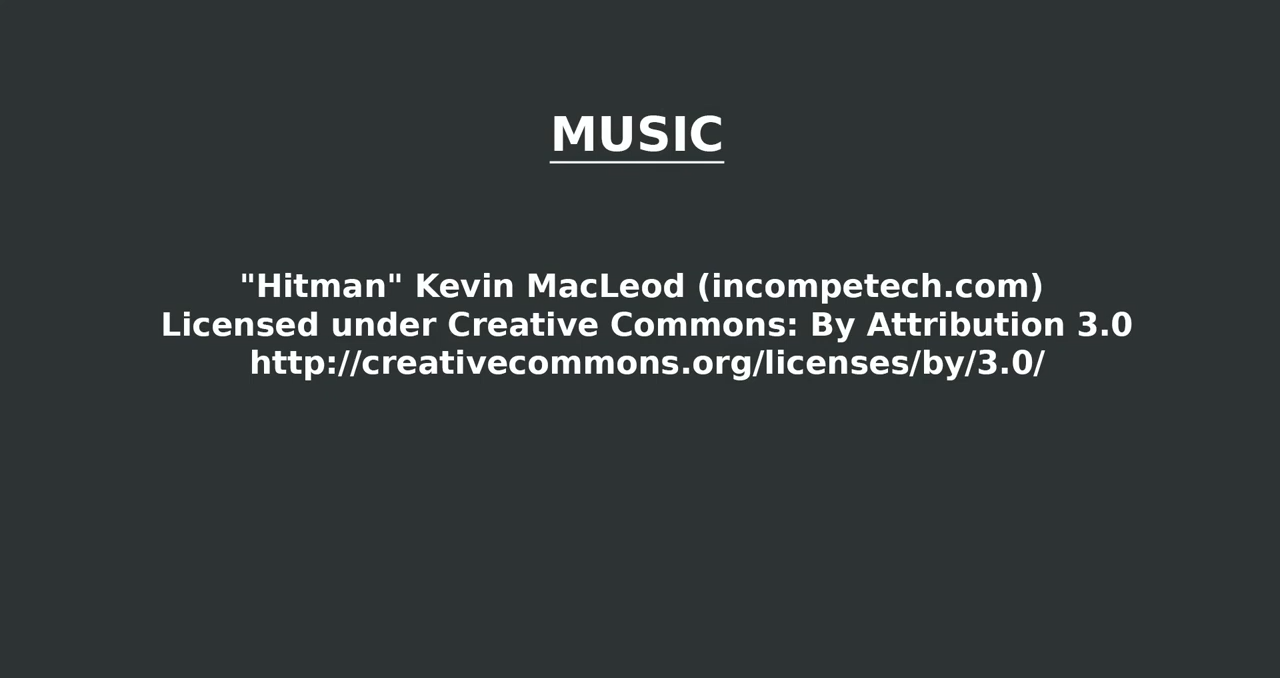 MUSIC
"Hitman" Kevin MacLeod (incompetech.com)
Licensed under Creative Commons: By Attribution 3.0
http://creativecommons.org/licenses/by/3.0/